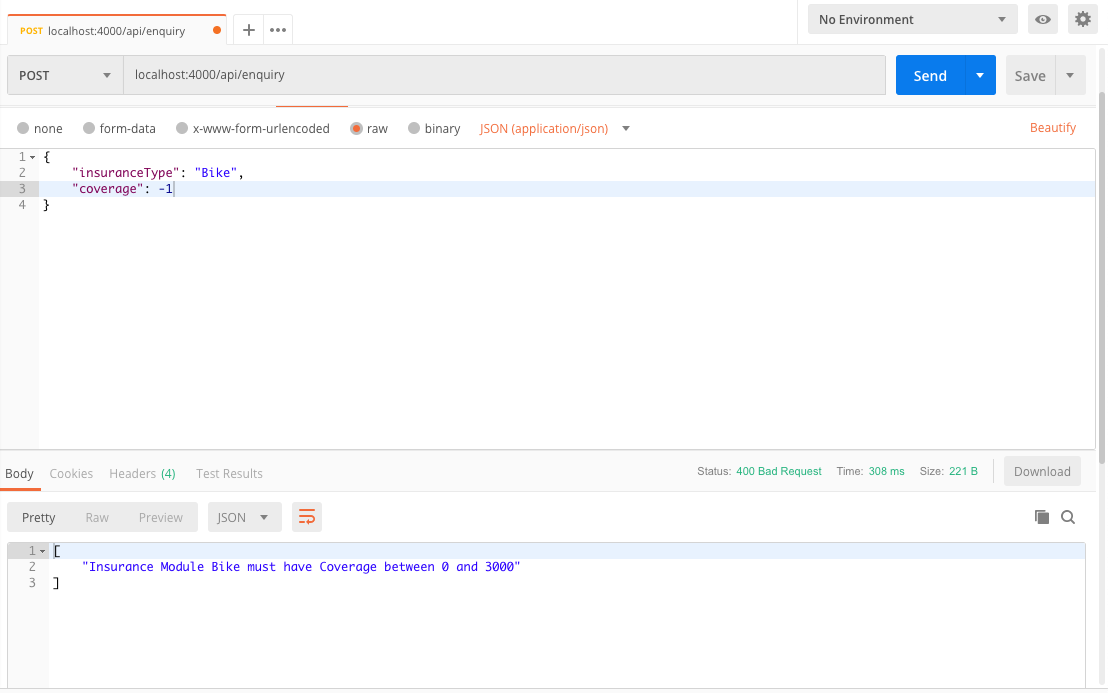 POST localhost:4000/api/enquiry
No Environment
POST localhost:4000/api/enquiry Send Save
none form-data x-www-form-urlencoded raw binary JSON (application/json) Beautify
1 {
2 "insuranceType": "Bike",
3 "coverage": -1
4 }
Body Cookies Headers (4) Test Results Status: 400 Bad Request Time: 308 ms Size: 221 B Download
Pretty Raw Preview JSON
1 [
2 "Insurance Module Bike must have Coverage between 0 and 3000"
3 ]